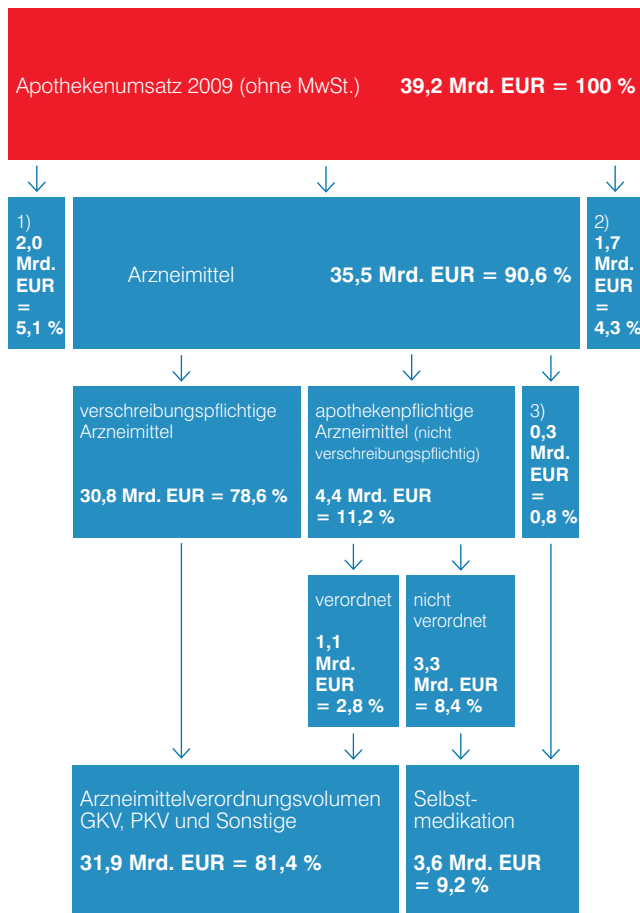 Apothekenumsatz 2009 (ohne MwSt.) 39,2 Mrd. EUR = 100 %
1)
2,0
Mrd.
EUR
=
5,1 %
Arzneimittel 35,5 Mrd. EUR = 90,6 %
2)
1,7
Mrd.
EUR
=
4,3 %
verschreibungspflichtige
Arzneimittel
30,8 Mrd. EUR = 78,6 %
apothekenpflichtige
Arzneimittel (nicht
verschreibungspflichtig)
4,4 Mrd. EUR
= 11,2 %
3)
0,3
Mrd.
EUR
=
0,8 %
verordnet
1,1
Mrd.
EUR
= 2,8 %
nicht
verordnet
3,3
Mrd. EUR
= 8,4 %
Arzneimittelverordnungsvolumen
GKV, PKV und Sonstige
31,9 Mrd. EUR = 81,4 %
Selbst-
medikation
3,6 Mrd. EUR
= 9,2 %